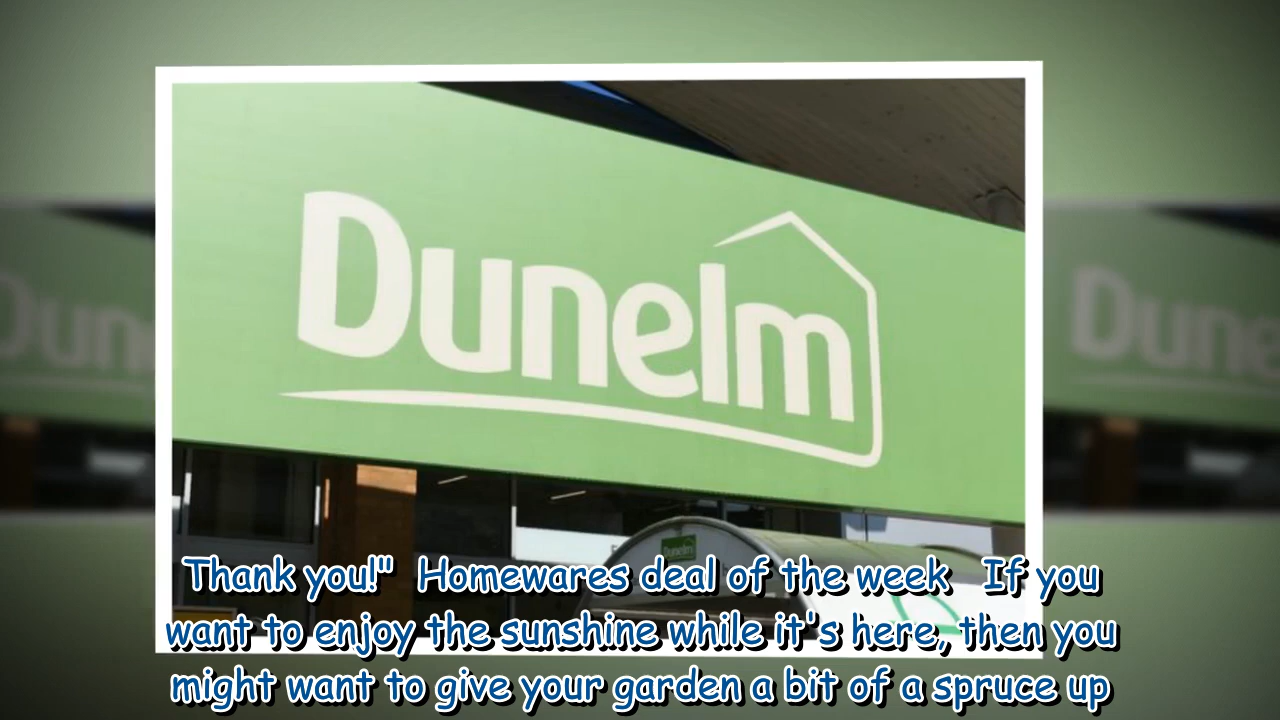 Dunelm
Dunelm
Thank you!" Homewares deal of the week If you
want to enjoy the sunshine while it's here, then you
might want to give your garden a bit of a spruce up